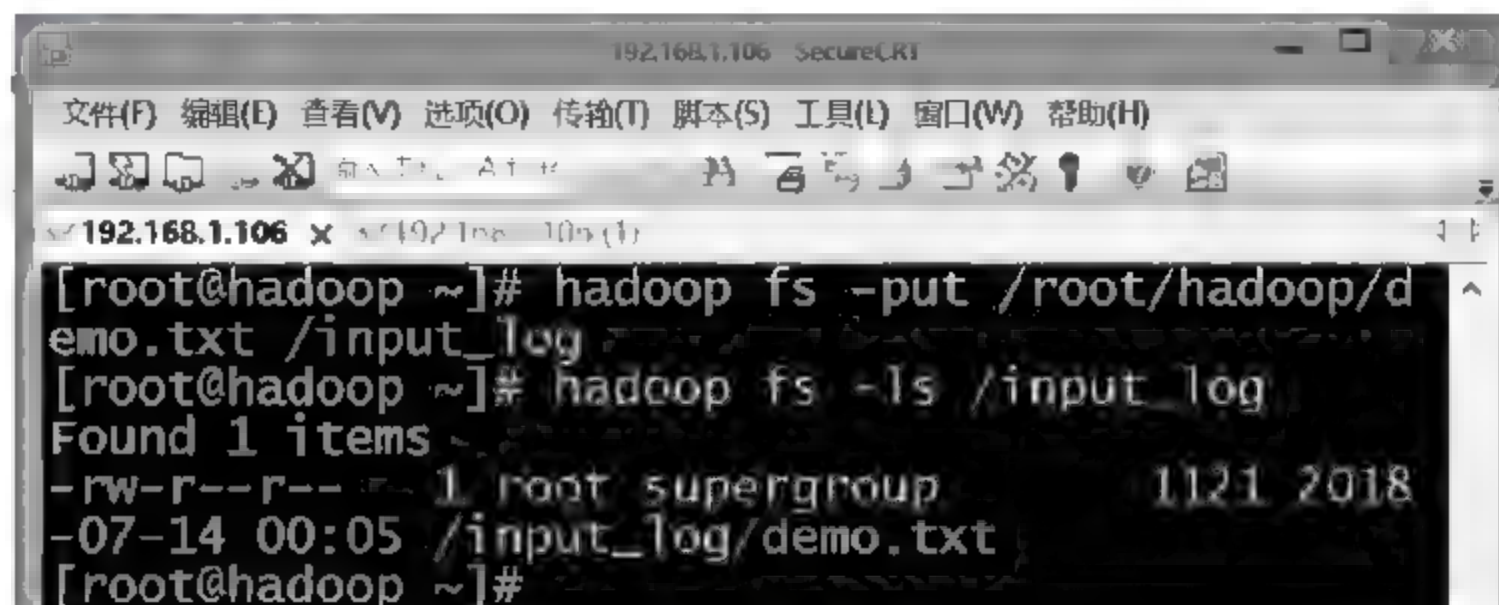 192.168.1.106 SecureCRT
文件(F) 编辑(E) 查看(V) 选项(O) 传输(T) 脚本(S) 工具(L) 窗口(W) 帮助(H)
192.168.1.106
[root@hadoop ~]# hadoop fs -put /root/hadoop/d
emo.txt /input_log
[root@hadoop ~]# hadoop fs -ls /input_log
Found 1 items
-rw-r--r-- 1 root supergroup 1121 2018
-07-14 00:05 /input_log/demo.txt
[root@hadoop ~]#